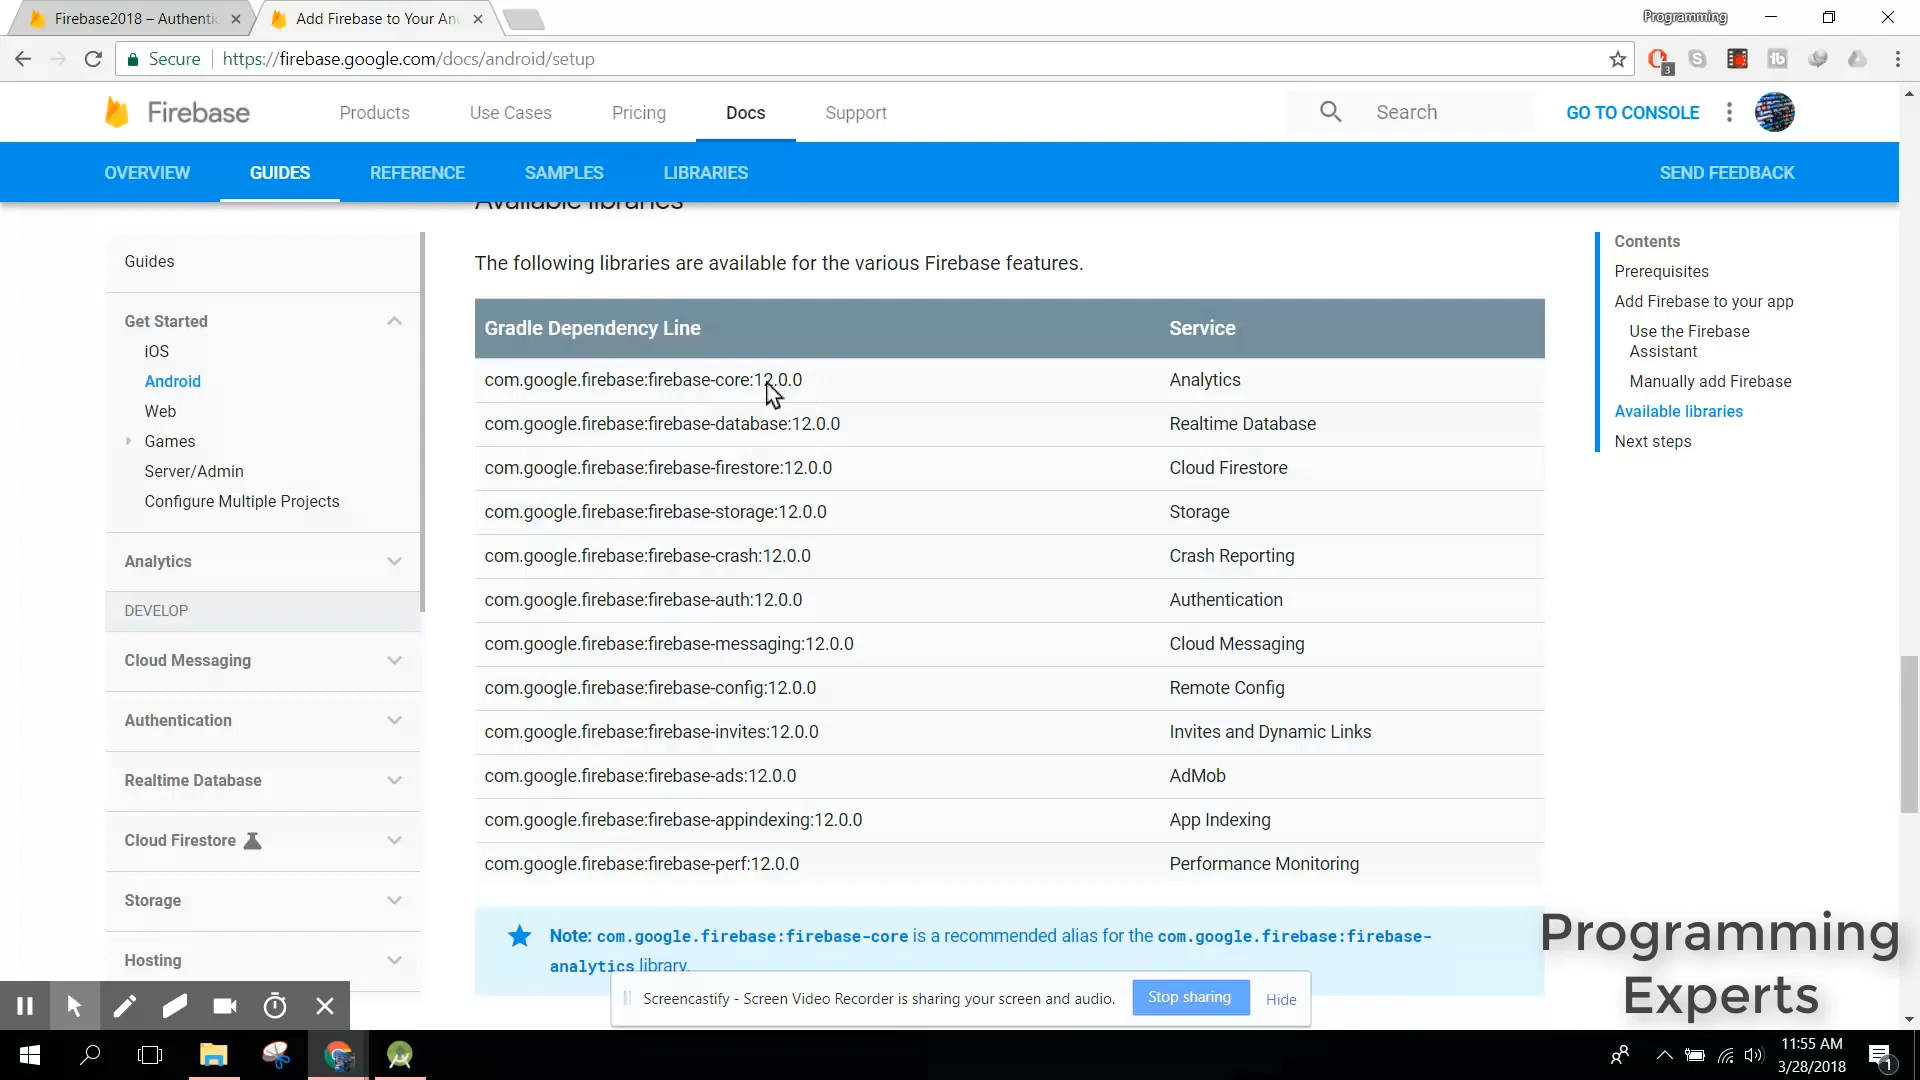 Firebase2018 – Authenti
Add Firebase to Your An
Programming
Secure
https://firebase.google.com/docs/android/setup
3
Firebase
Products
Use Cases
Pricing
Docs
Support
Search
GO TO CONSOLE
OVERVIEW
GUIDES
REFERENCE
SAMPLES
LIBRARIES
SEND FEEDBACK
Available libraries
Guides
Get Started
iOS
Android
Web
Games
Server/Admin
Configure Multiple Projects
Analytics
DEVELOP
Cloud Messaging
Authentication
Realtime Database
Cloud Firestore
Storage
Hosting
The following libraries are available for the various Firebase features.
Gradle Dependency Line Service
com.google.firebase:firebase-core:12.0.0 Analytics
com.google.firebase:firebase-database:12.0.0 Realtime Database
com.google.firebase:firebase-firestore:12.0.0 Cloud Firestore
com.google.firebase:firebase-storage:12.0.0 Storage
com.google.firebase:firebase-crash:12.0.0 Crash Reporting
com.google.firebase:firebase-auth:12.0.0 Authentication
com.google.firebase:firebase-messaging:12.0.0 Cloud Messaging
com.google.firebase:firebase-config:12.0.0 Remote Config
com.google.firebase:firebase-invites:12.0.0 Invites and Dynamic Links
com.google.firebase:firebase-ads:12.0.0 AdMob
com.google.firebase:firebase-appindexing:12.0.0 App Indexing
com.google.firebase:firebase-perf:12.0.0 Performance Monitoring
Note: com.google.firebase:firebase-core is a recommended alias for the com.google.firebase:firebase-
analytics library.
Contents
Prerequisites
Add Firebase to your app
Use the Firebase
Assistant
Manually add Firebase
Available libraries
Next steps
Programming
Experts
Screencastify - Screen Video Recorder is sharing your screen and audio.
Stop sharing
Hide
11:55 AM
3/28/2018
1